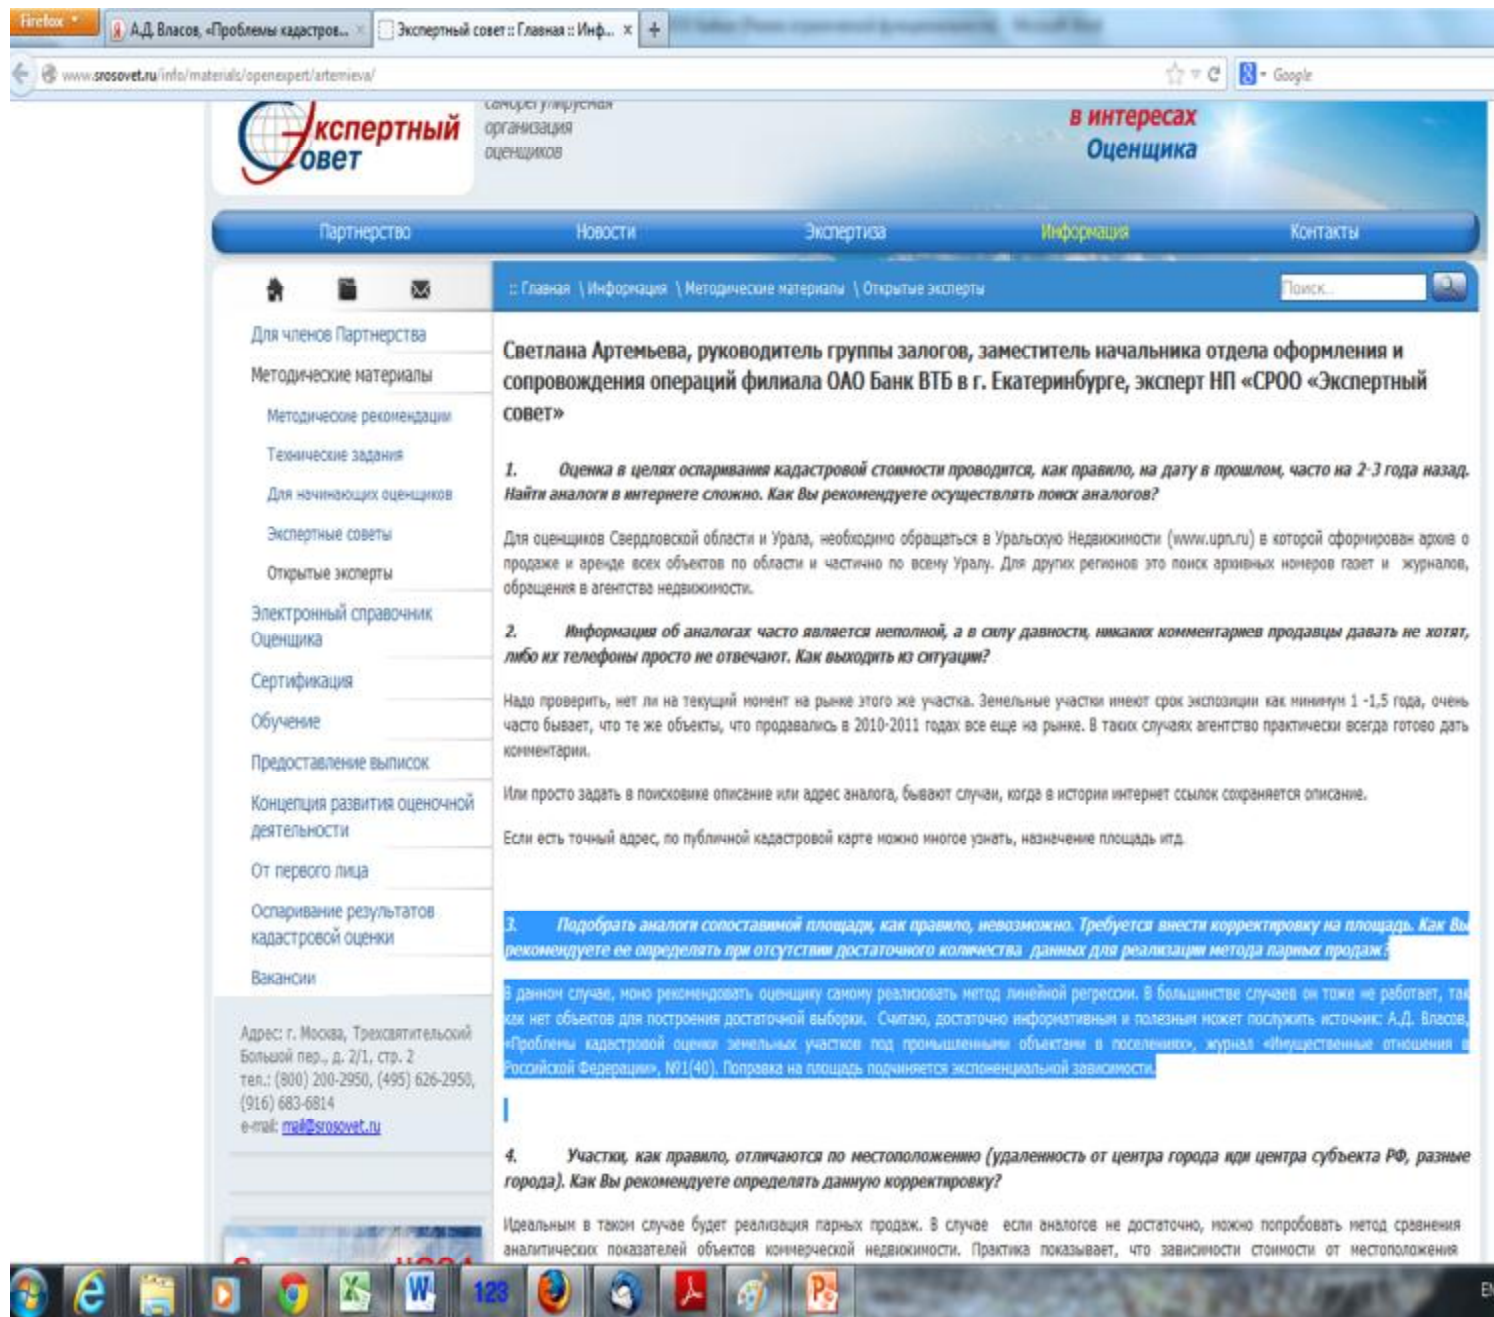 Firefox
А.Д. Власов, «Проблемы кадастров...
Экспертный совет :: Главная :: Инф...
www.srosovet.ru/info/materials/openexpert/artemieva/
Google
Экспертный
Совет
саморегулируемая
организация
оценщиков
в интересах
Оценщика
Партнерство
Новости
Экспертиза
Информация
Контакты
:: Главная \ Информация \ Методические материалы \ Открытые эксперты
Поиск..
Для членов Партнерства
Методические материалы
Методические рекомендации
Технические задания
Для начинающих оценщиков
Экспертные советы
Открытые эксперты
Электронный справочник
Оценщика
Сертификация
Обучение
Предоставление выписок
Концепция развития оценочной
деятельности
От первого лица
Оспаривание результатов
кадастровой оценки
Вакансии
Адрес: г. Москва, Трехсвятительский
Большой пер., д. 2/1, стр. 2
тел.: (800) 200-2950, (495) 626-2950,
(916) 683-6814
e-mail: mail@srosovet.ru
Светлана Артемьева, руководитель группы залогов, заместитель начальника отдела оформления и
сопровождения операций филиала ОАО Банк ВТБ в г. Екатеринбурге, эксперт НП «СРОО «Экспертный
совет»
1. Оценка в целях оспаривания кадастровой стоимости проводится, как правило, на дату в прошлом, часто на 2-3 года назад.
Найти аналоги в интернете сложно. Как Вы рекомендуете осуществлять поиск аналогов?
Для оценщиков Свердловской области и Урала, необходимо обращаться в Уральскую Недвижимости (www.upn.ru) в которой сформирован архив о
продаже и аренде всех объектов по области и частично по всему Уралу. Для других регионов это поиск архивных номеров газет и журналов,
обращения в агентства недвижимости.
2. Информация об аналогах часто является неполной, а в силу давности, никаких комментариев продавцы давать не хотят,
либо их телефоны просто не отвечают. Как выходить из ситуации?
Надо проверить, нет ли на текущий момент на рынке этого же участка. Земельные участки имеют срок экспозиции как минимум 1 -1,5 года, очень
часто бывает, что те же объекты, что продавались в 2010-2011 годах все еще на рынке. В таких случаях агентство практически всегда готово дать
комментарии.
Или просто задать в поисковике описание или адрес аналога, бывают случаи, когда в истории интернет ссылок сохраняется описание.
Если есть точный адрес, по публичной кадастровой карте можно многое узнать, назначение площадь итд.
3. Подобрать аналоги сопоставимой площади, как правило, невозможно. Требуется внести корректировку на площадь. Как Вы
рекомендуете ее определять при отсутствии достаточного количества данных для реализации метода парных продаж?
В данном случае, моно рекомендовать оценщику самому реализовать метод линейной регрессии. В большинстве случаев он тоже не работает, так
как нет объектов для построения достаточной выборки. Считаю, достаточно информативным и полезным может послужить источник: А.Д. Власов,
«Проблемы кадастровой оценки земельных участков под промышленными объектами в поселениях», журнал «Имущественные отношения в
Российской Федерации», №1(40). Поправка на площадь подчиняется экспоненциальной зависимости.
4. Участки, как правило, отличаются по местоположению (удаленность от центра города иди центра субъекта РФ, разные
города). Как Вы рекомендуете определять данную корректировку?
Идеальным в таком случае будет реализация парных продаж. В случае если аналогов не достаточно, можно попробовать метод сравнения
аналитических показателей объектов коммерческой недвижимости. Практика показывает, что зависимости стоимости от местоположения
123